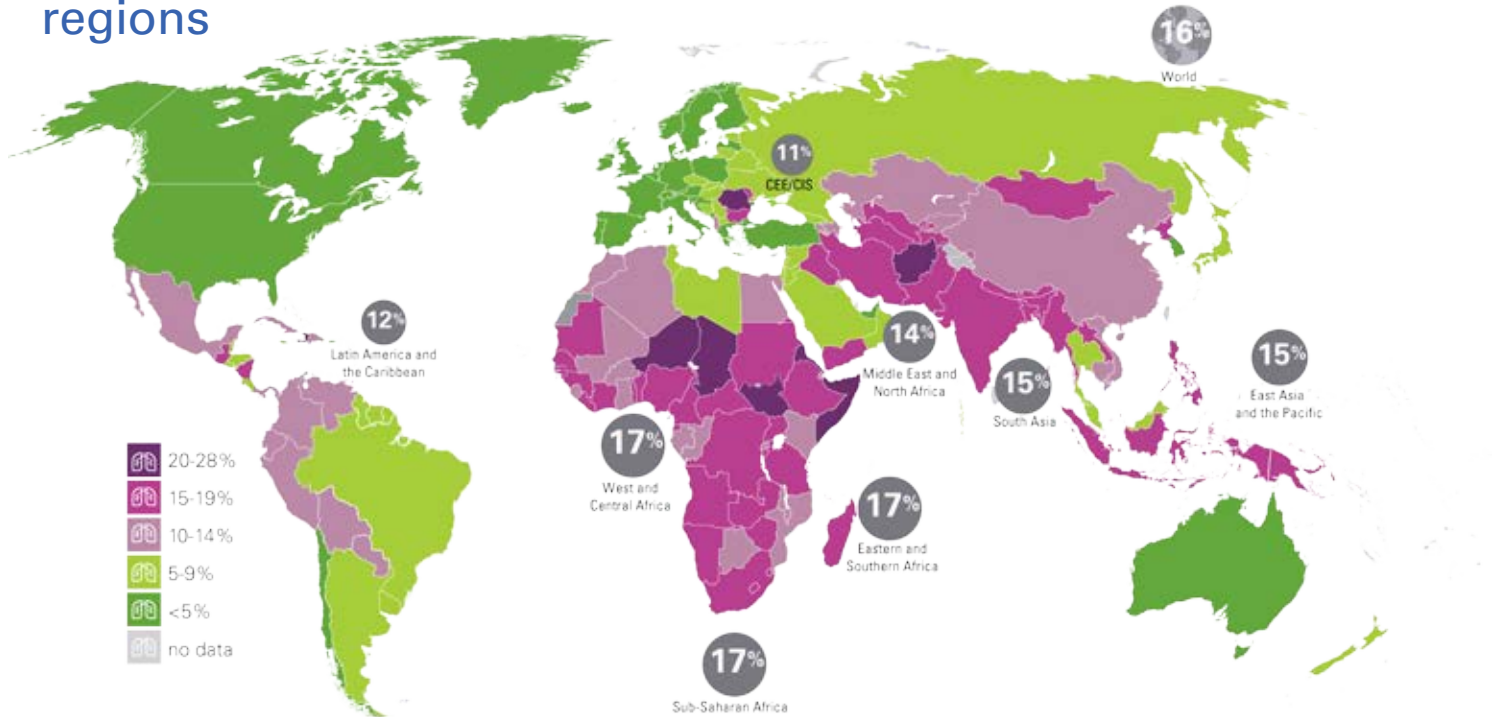 regions
16%
World
11%
CEE/CIS
12%
Latin America and
the Caribbean
14%
Middle East and
North Africa
15%
South Asia
15%
East Asia
and the Pacific
17%
West and
Central Africa
17%
Eastern and
Southern Africa
17%
Sub-Saharan Africa
20-28%
15-19%
10-14%
5-9%
<5%
no data